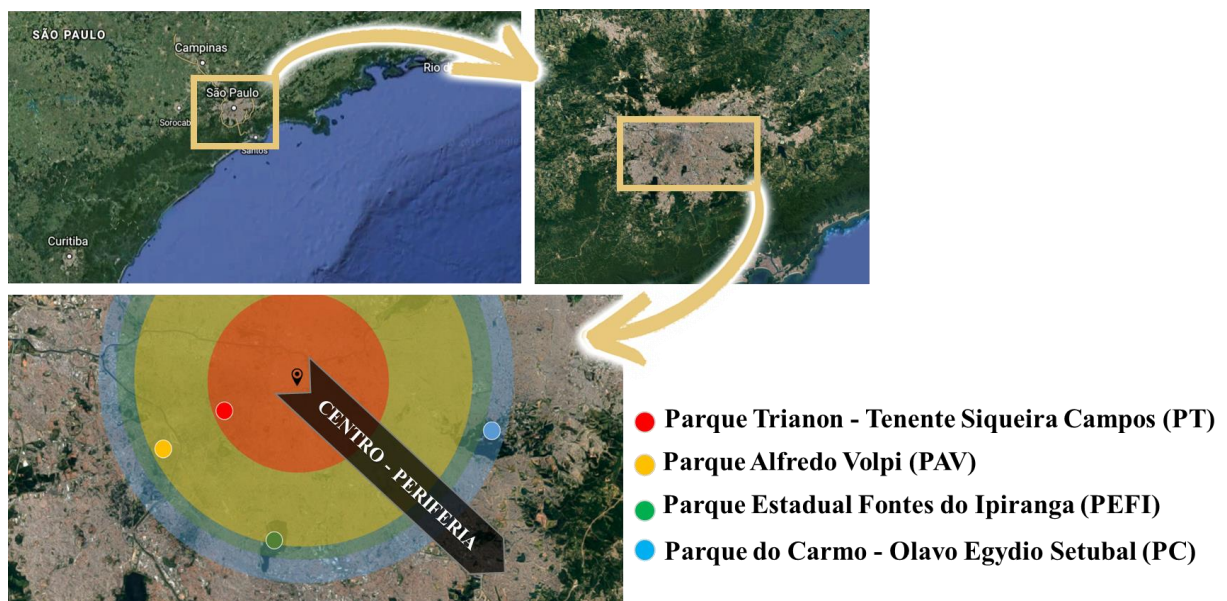 SÃO PAULO
Campinas
Rio d
São Paulo
Sorocab
Santos
Curitiba
CENTRO - PERIFERIA
Parque Trianon - Tenente Siqueira Campos (PT)
Parque Alfredo Volpi (PAV)
Parque Estadual Fontes do Ipiranga (PEFI)
Parque do Carmo - Olavo Egydio Setubal (PC)